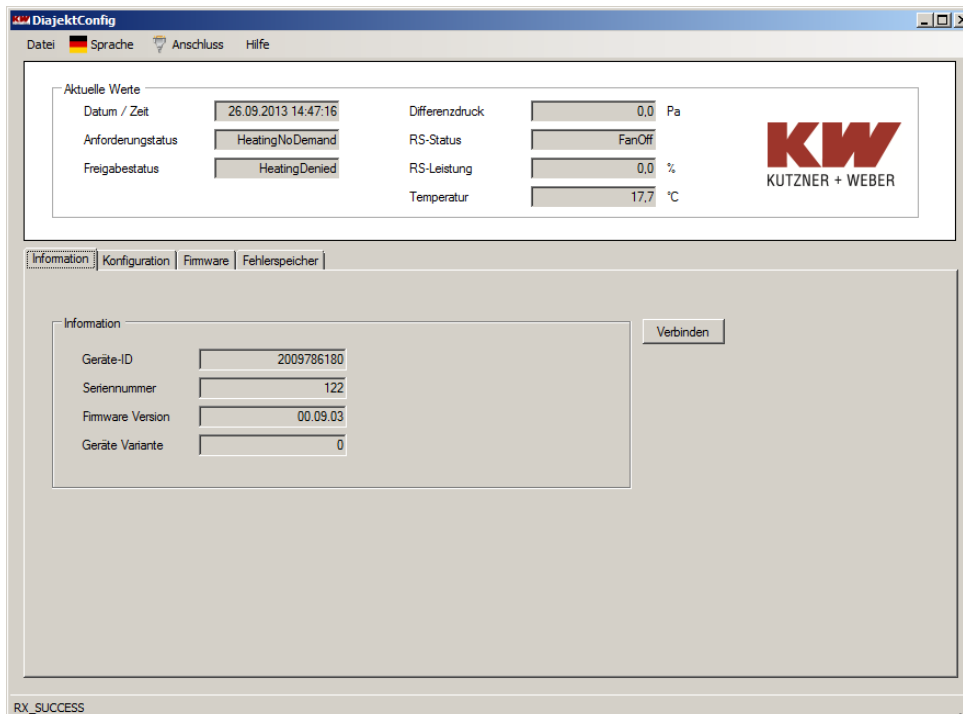 KW DiajektConfig
Datei Sprache Anschluss Hilfe
Aktuelle Werte
Datum / Zeit 26.09.2013 14:47:16 Differenzdruck 0,0 Pa
Anforderungstatus HeatingNoDemand RS-Status FanOff
Freigabestatus HeatingDenied RS-Leistung 0,0 %
Temperatur 17,7 °C
KW
KUTZNER + WEBER
Information Konfiguration Firmware Fehlerspeicher
Information
Verbinden
Geräte-ID 2009786180
Seriennummer 122
Firmware Version 00.09.03
Geräte Variante 0
RX_SUCCESS